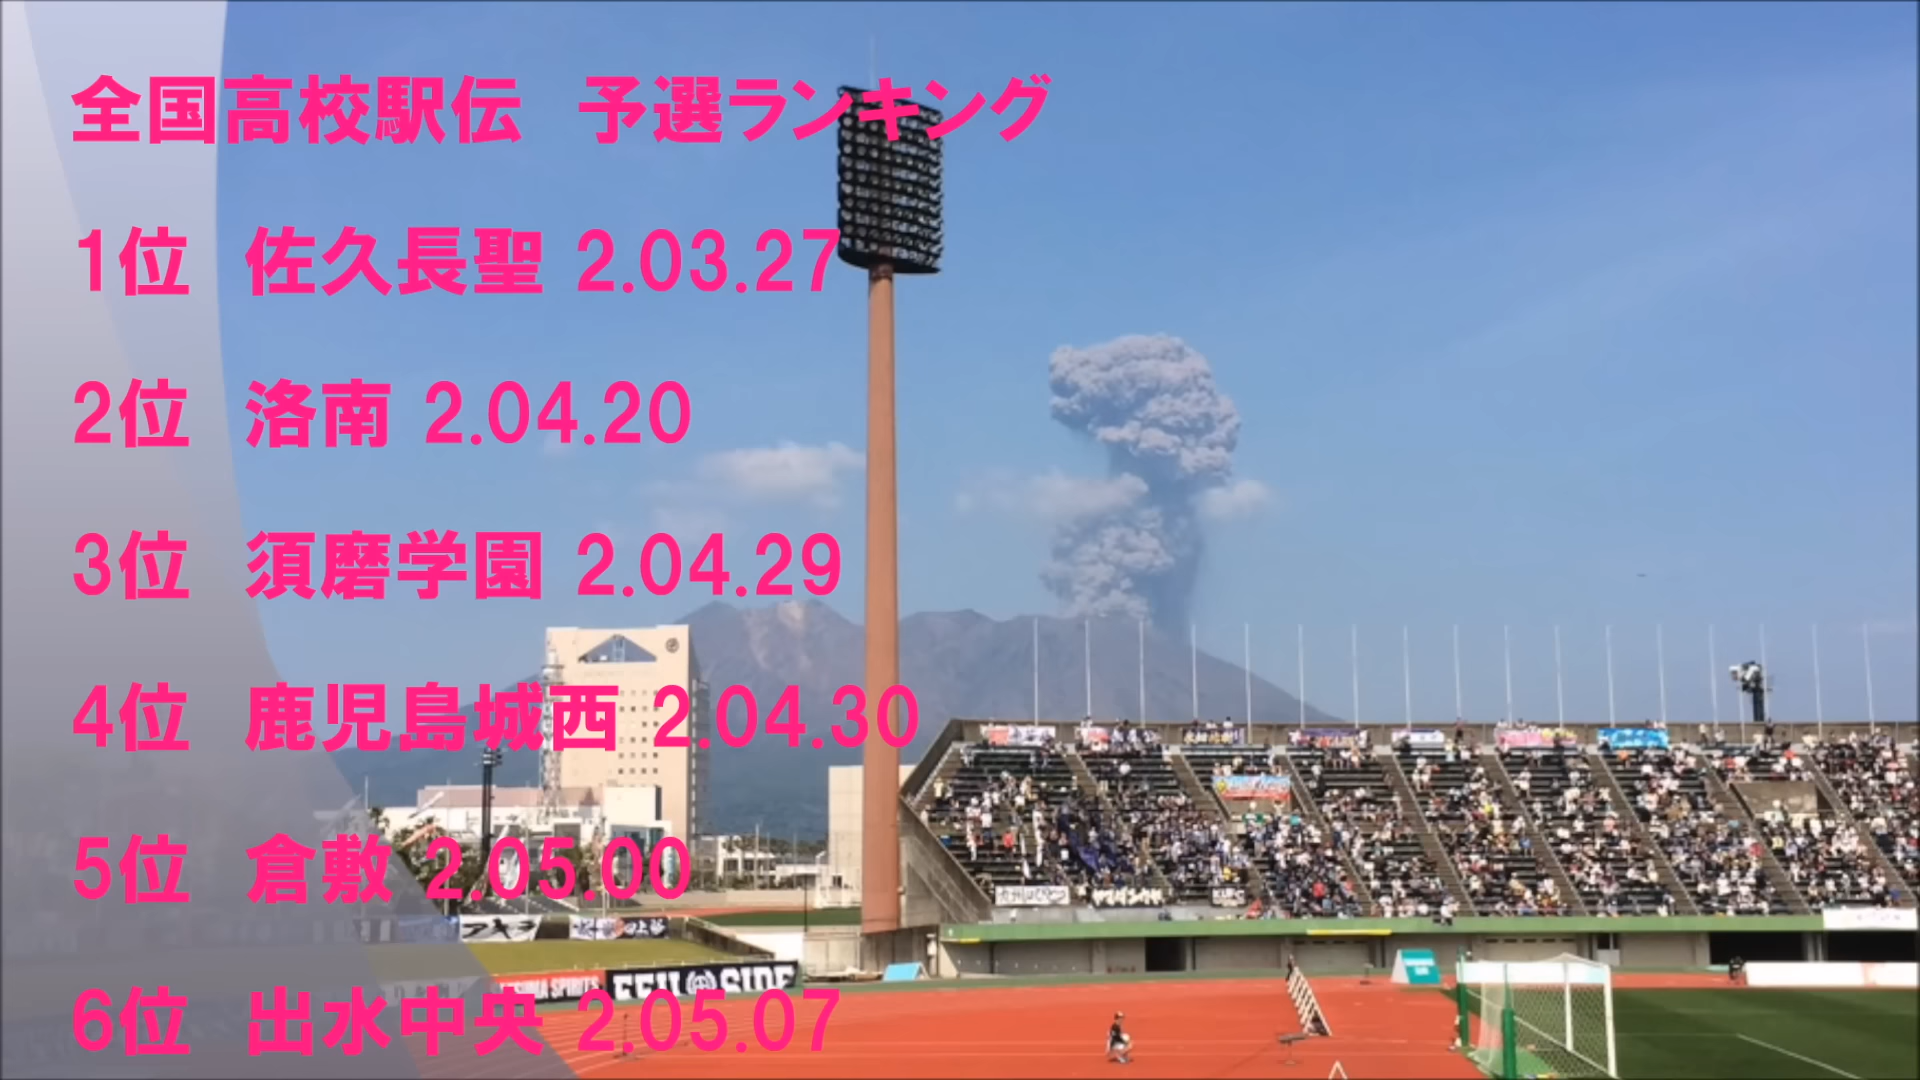 全国高校駅伝　予選ランキング
1位　佐久長聖 2.03.27
2位　洛南 2.04.20
3位　須磨学園 2.04.29
4位　鹿児島城西 2.04.30
5位　倉敷 2.05.00
6位　出水中央 2.05.07